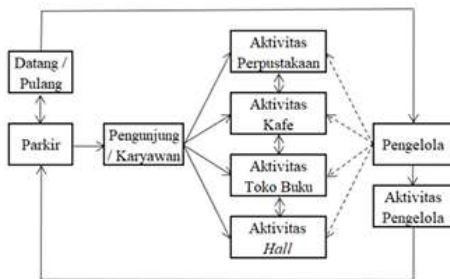 Datang /
Pulang
Parkir
Pengunjung
/ Karyawan
Aktivitas
Perpustakaan
Aktivitas
Kafe
Aktivitas
Toko Buku
Aktivitas
Hall
Pengelola
Aktivitas
Pengelola